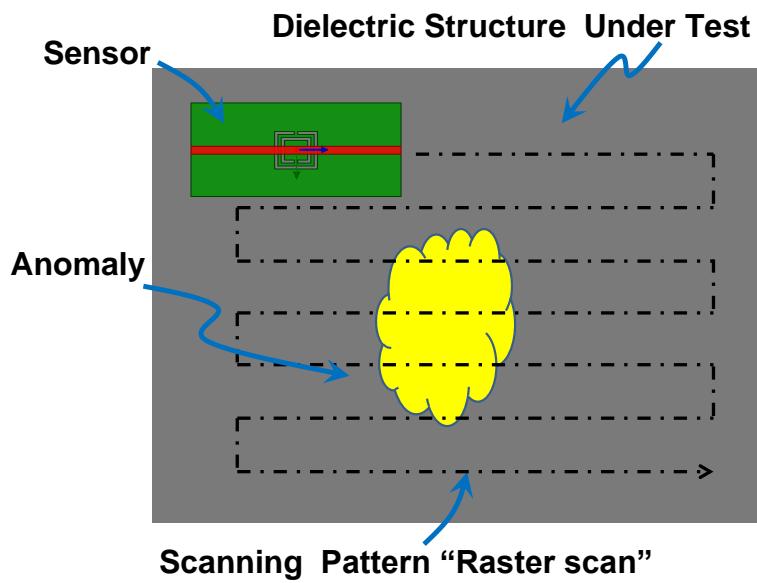 Dielectric Structure Under Test
Sensor
Anomaly
Scanning Pattern “Raster scan”